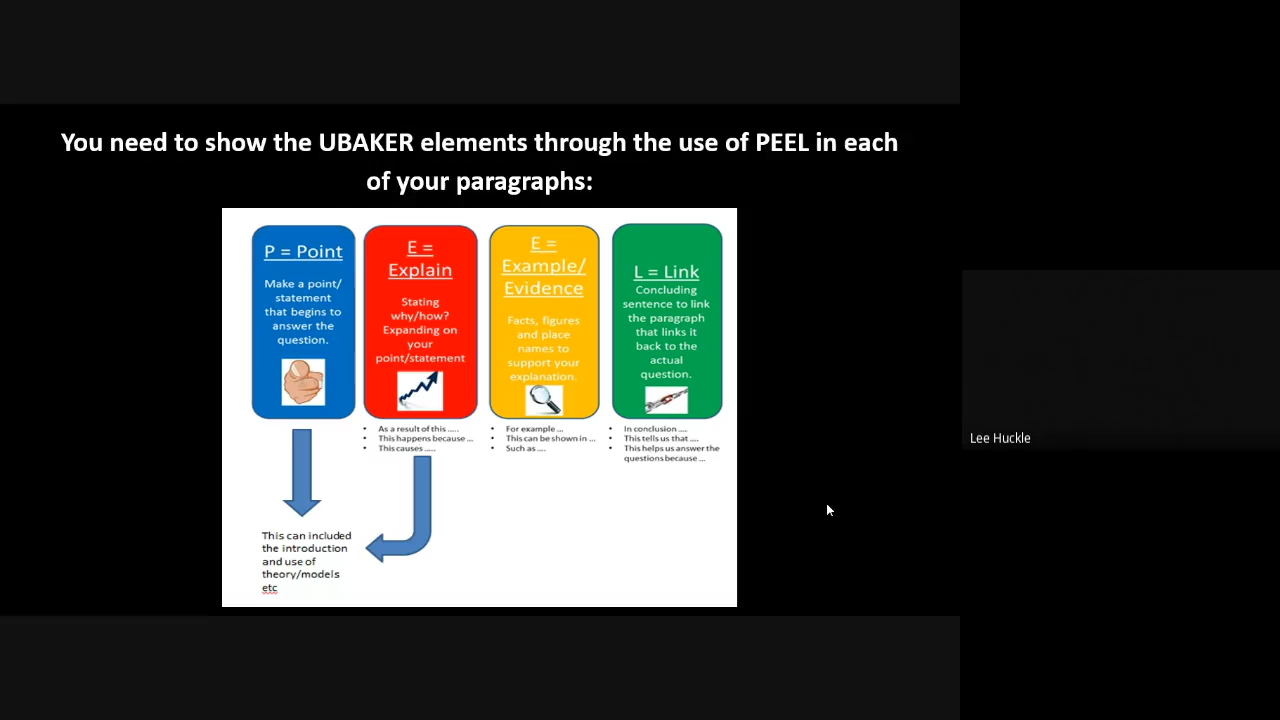 You need to show the UBAKER elements through the use of PEEL in each
of your paragraphs:
P = Point
Make a point/
statement
that begins to
answer the
question.
E =
Explain
Stating
why/how?
Expanding on
your
point/statement
E =
Example/
Evidence
Facts, figures
and place
names to
support your
explanation.
L = Link
Concluding
sentence to link
the paragraph
that links it
back to the
actual
question.
• As a result of this .....
• This happens because ...
• This causes .....
• For example ...
• This can be shown in ...
• Such as ....
• In conclusion ....
• This tells us that ....
• This helps us answer the
questions because ...
This can included
the introduction
and use of
theory/models
etc
Lee Huckle